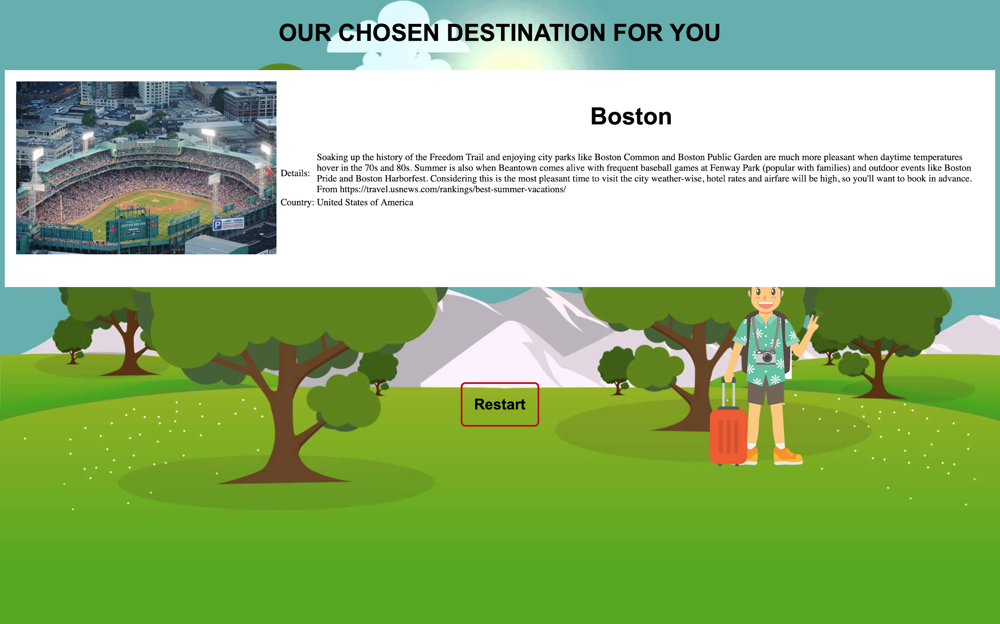 OUR CHOSEN DESTINATION FOR YOU
Boston
Details:
Soaking up the history of the Freedom Trail and enjoying city parks like Boston Common and Boston Public Garden are much more pleasant when daytime temperatures
hover in the 70s and 80s. Summer is also when Beantown comes alive with frequent baseball games at Fenway Park (popular with families) and outdoor events like Boston
Pride and Boston Harborfest. Considering this is the most pleasant time to visit the city weather-wise, hotel rates and airfare will be high, so you'll want to book in advance.
From https://travel.usnews.com/rankings/best-summer-vacations/
Country: United States of America
FENWAY PARK
BOSTON RED SOX
100 YEARS
P
FENWAY PARKING
Restart